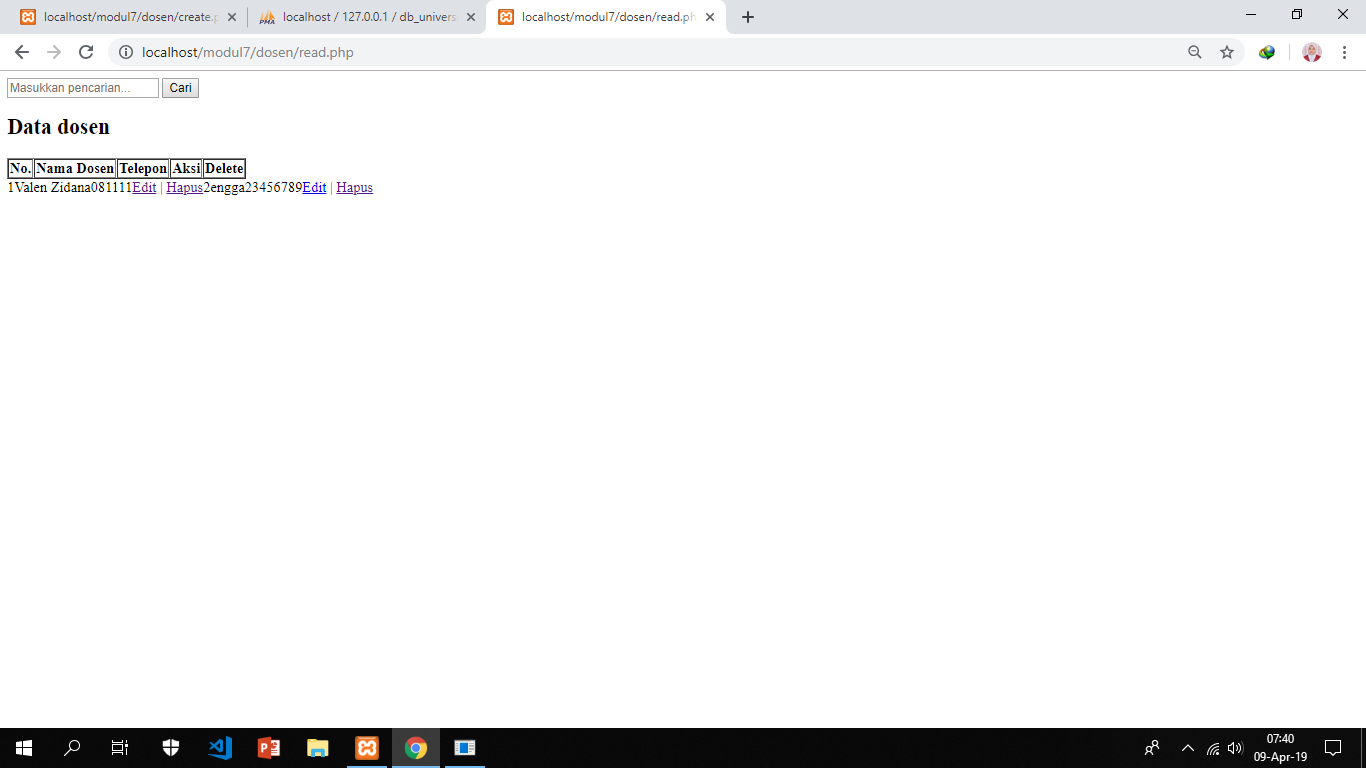 localhost/modul7/dosen/create.p
localhost / 127.0.0.1 / db_univers
localhost/modul7/dosen/read.ph
localhost/modul7/dosen/read.php
Masukkan pencarian... Cari
Data dosen
No. Nama Dosen Telepon Aksi Delete
1Valen Zidana081111Edit | Hapus2engga23456789Edit | Hapus
07:40
09-Apr-19